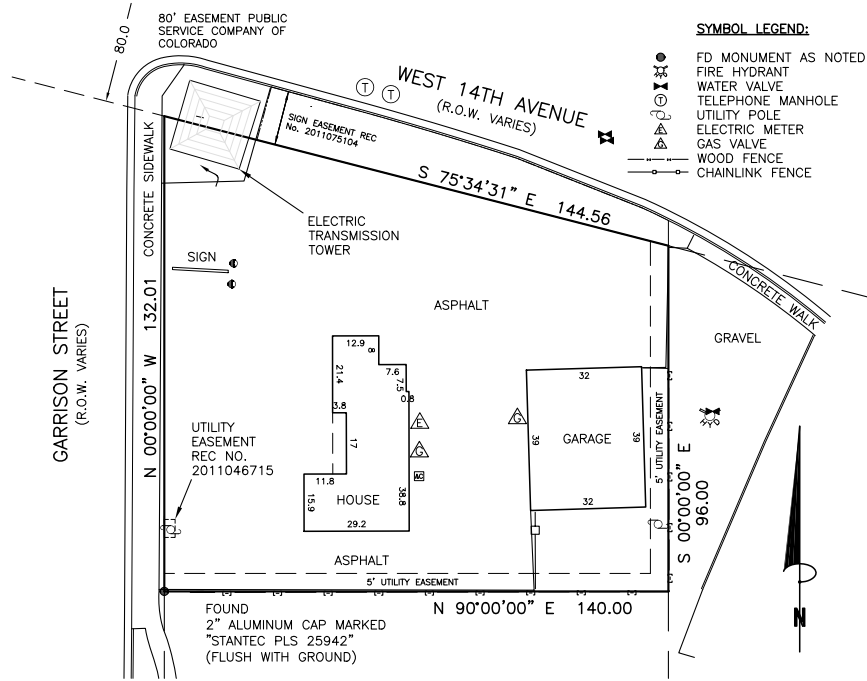 80.0
80' EASEMENT PUBLIC
SERVICE COMPANY OF
COLORADO
SYMBOL LEGEND:
FD MONUMENT AS NOTED
FIRE HYDRANT
WATER VALVE
T
TELEPHONE MANHOLE
UTILITY POLE
E
ELECTRIC METER
G
GAS VALVE
WOOD FENCE
CHAINLINK FENCE
T
T
WEST 14TH AVENUE
(R.O.W. VARIES)
SIGN EASEMENT REC
No. 2011075104
S 75°34'31" E 144.56
ELECTRIC
TRANSMISSION
TOWER
CONCRETE SIDEWALK
SIGN
N 00°00'00" W 132.01
GARRISON STREET
(R.O.W. VARIES)
ASPHALT
CONCRETE WALK
GRAVEL
12.9
8
7.6
7.5
0.8
21.4
3.8
17
11.8
15.9
HOUSE
38.8
29.2
E
G
AC
G
32
39
GARAGE
39
32
5' UTILITY EASEMENT
S 00°00'00" E
96.00
UTILITY
EASEMENT
REC NO.
2011046715
ASPHALT
5' UTILITY EASEMENT
N 90°00'00" E 140.00
FOUND
2" ALUMINUM CAP MARKED
"STANTEC PLS 25942"
(FLUSH WITH GROUND)
N